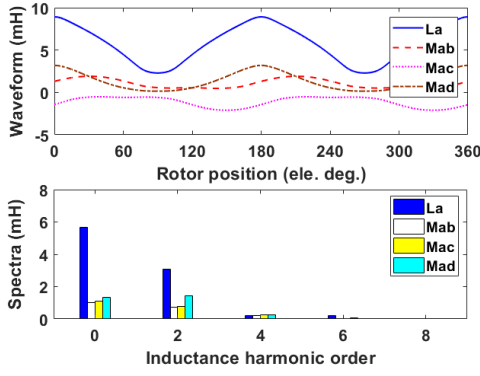 Waveform (mH)
10
5
0
-5
La
Mab
Mac
Mad
0 60 120 180 240 300 360
Rotor position (ele. deg.)
Spectra (mH)
8
6
4
2
0
La
Mab
Mac
Mad
0 2 4 6 8
Inductance harmonic order